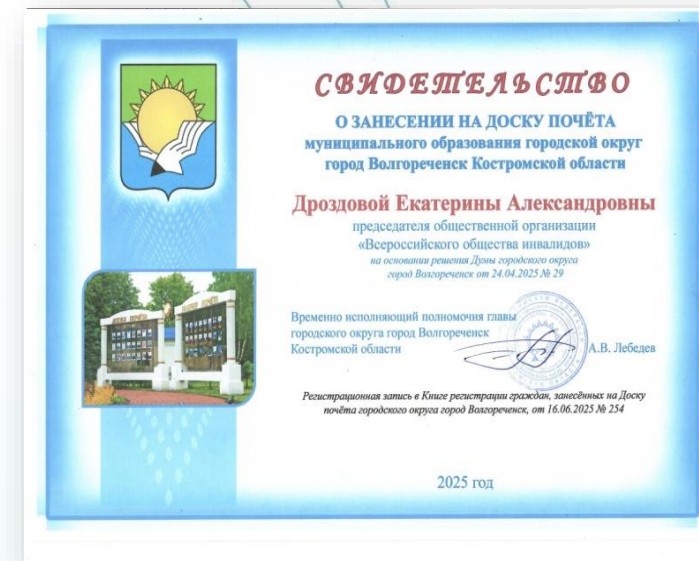 СВИДЕТЕЛЬСТВО
О ЗАНЕСЕНИИ НА ДОСКУ ПОЧЁТА
муниципального образования городской округ
город Волгореченск Костромской области
Дроздовой Екатерины Александровны
председателя общественной организации
«Всероссийского общества инвалидов»
на основании решения Думы городского округа
город Волгореченск от 24.04.2025 № 29
Временно исполняющий полномочия главы
городского округа город Волгореченск
Костромской области
А.В. Лебедев
Регистрационная запись в Книге регистрации граждан, занесённых на Доску
почёта городского округа город Волгореченск, от 16.06.2025 № 254
2025 год